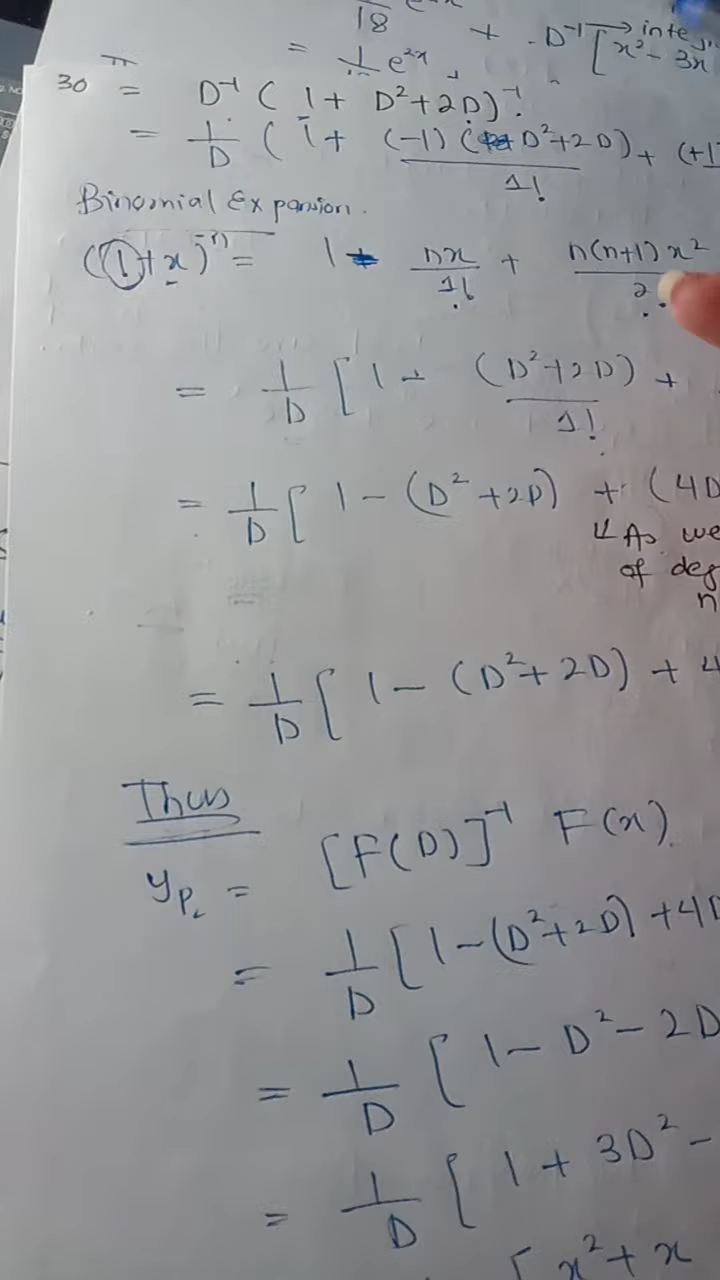 18
= 1/ e²ˣ + D⁻¹ [x² - 3x
30 = D⁻¹ ( 1 + D²+2D)⁻¹
= 1/D ( 1 + (-1) (D²+2D)/1! + (+1
Binomial Expansion.
(1+x)⁻ⁿ = 1 - nx/1! + n(n+1)x²/2!
= 1/D [ 1 - (D²+2D)/1! +
= 1/D [ 1 - (D²+2D) + (4D
As we
of deg
n
= 1/D [ 1 - (D²+2D) + 4
Thus
yₚ = [F(D)]⁻¹ F(x)
= 1/D [ 1-(D²+2D) +4D
= 1/D [ 1 - D² - 2D
= 1/D [ 1 + 3D² -
[ x² + x